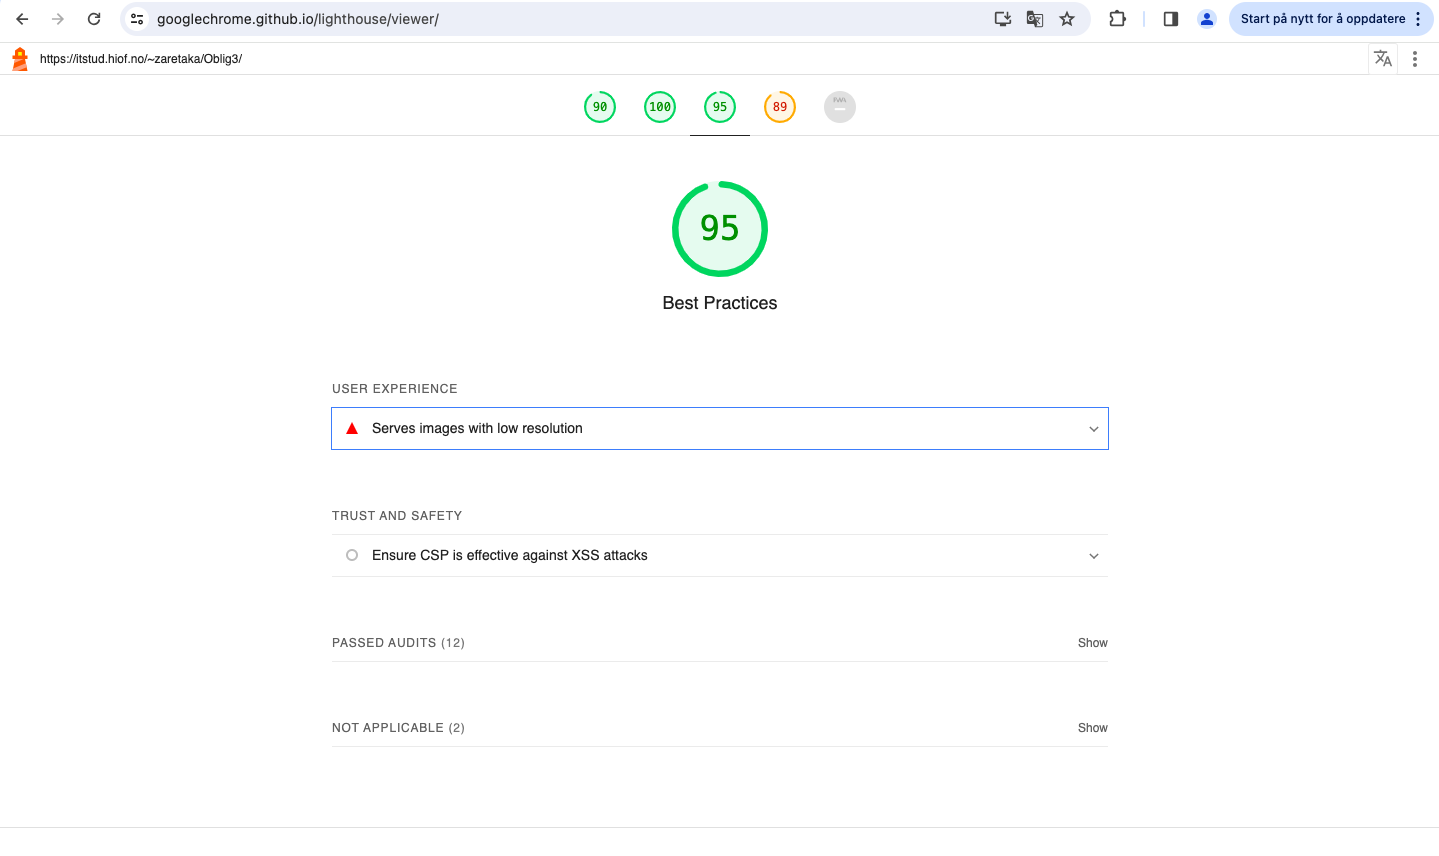 googlechrome.github.io/lighthouse/viewer/
Start på nytt for å oppdatere
https://itstud.hiof.no/~zaretaka/Oblig3/
90 100 95 89 PWA
95
Best Practices
USER EXPERIENCE
Serves images with low resolution
TRUST AND SAFETY
Ensure CSP is effective against XSS attacks
PASSED AUDITS (12) Show
NOT APPLICABLE (2) Show